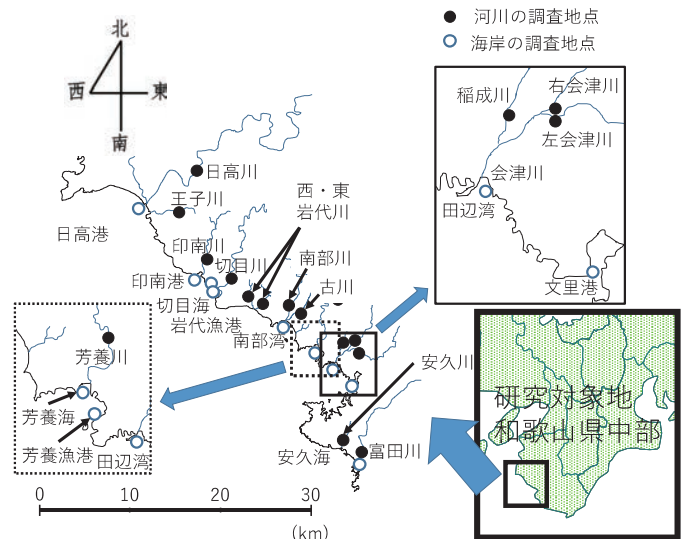 北
西
東
南
河川の調査地点
海岸の調査地点
稲成川
右会津川
左会津川
会津川
田辺湾
文里港
日高川
王子川
日高港
西・東
岩代川
印南川
切目川
南部川
古川
印南港
切目海
岩代漁港
南部湾
芳養川
芳養海
芳養漁港
田辺湾
安久川
安久海
富田川
研究対象地
和歌山県中部
0
10
20
30
(km)